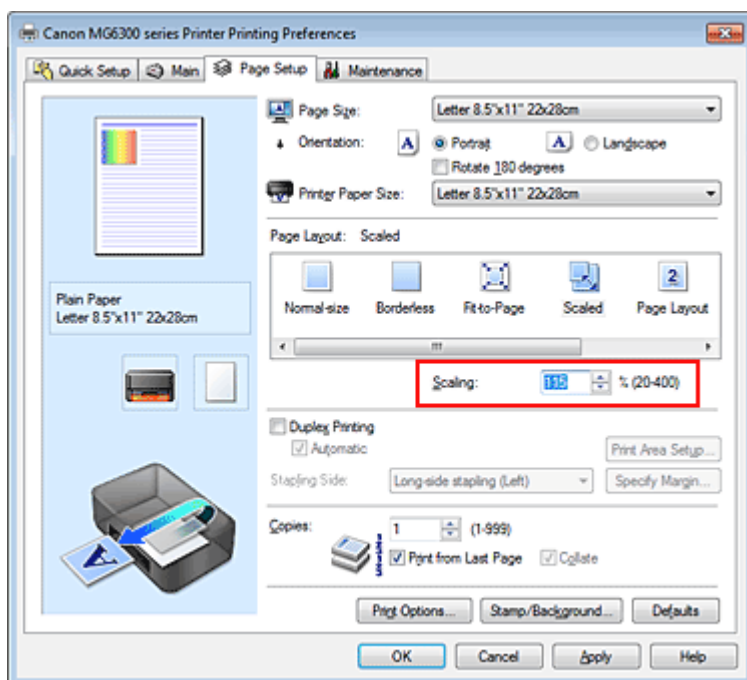 Canon MG6300 series Printer Printing Preferences
Quick Setup Main Page Setup Maintenance
Page Size: Letter 8.5"x11" 22x28cm
Orientation: A Portrait A Landscape
Rotate 180 degrees
Printer Paper Size: Letter 8.5"x11" 22x28cm
Page Layout: Scaled
Normal-size Borderless Fit-to-Page Scaled 2 Page Layout
Plain Paper
Letter 8.5"x11" 22x28cm
Scaling: 115 % (20-400)
Duplex Printing
Automatic Print Area Setup...
Stapling Side: Long-side stapling (Left) Specify Margin...
Copies: 1 (1-999)
Print from Last Page Collate
A
Print Options... Stamp/Background... Defaults
OK Cancel Apply Help